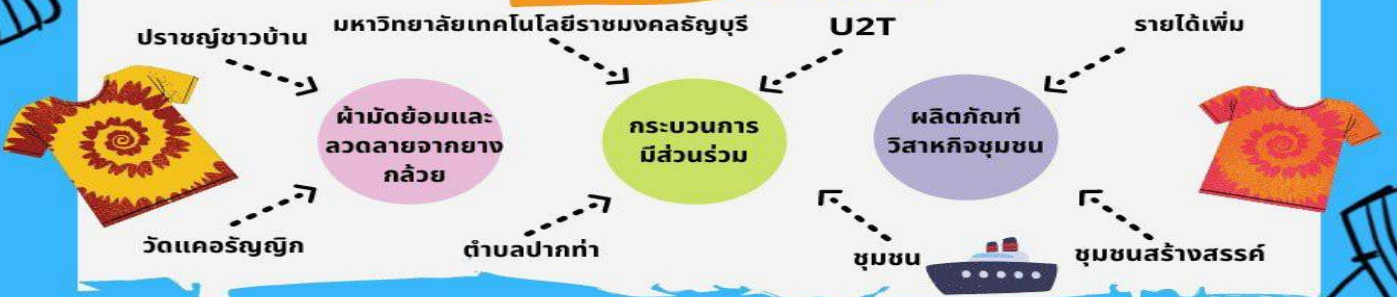 ปราชญ์ชาวบ้าน
มหาวิทยาลัยเทคโนโลยีราชมงคลธัญบุรี
U2T
รายได้เพิ่ม
ผ้ามัดย้อมและ
ลวดลายจากยาง
กล้วย
กระบวนการ
มีส่วนร่วม
ผลิตภัณฑ์
วิสาหกิจชุมชน
วัดแคอรัญญิก
ตำบลปากท่า
ชุมชน
ชุมชนสร้างสรรค์